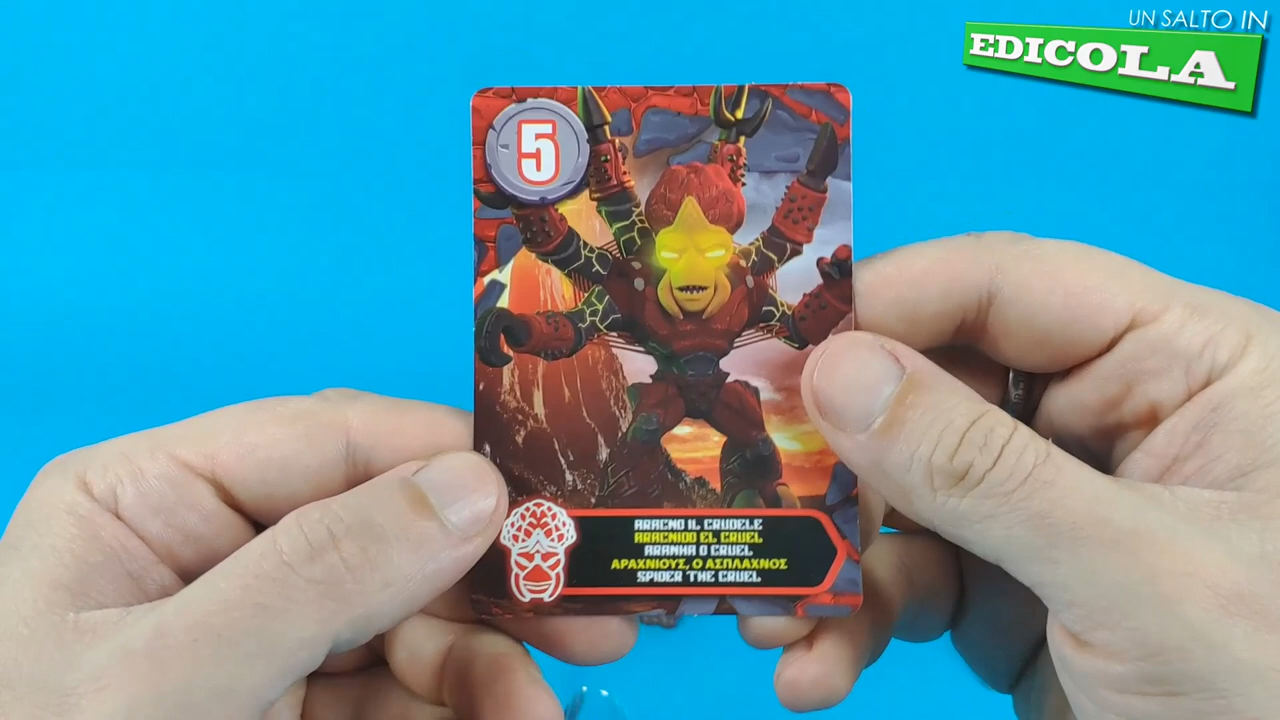 UN SALTO IN
EDICOLA
5
ARACNO IL CRUDELE
ARACNIDO EL CRUEL
ARANHA O CRUEL
ΑΡΑΧΝΙΟΥΣ, Ο ΑΣΠΛΑΧΝΟΣ
SPIDER THE CRUEL